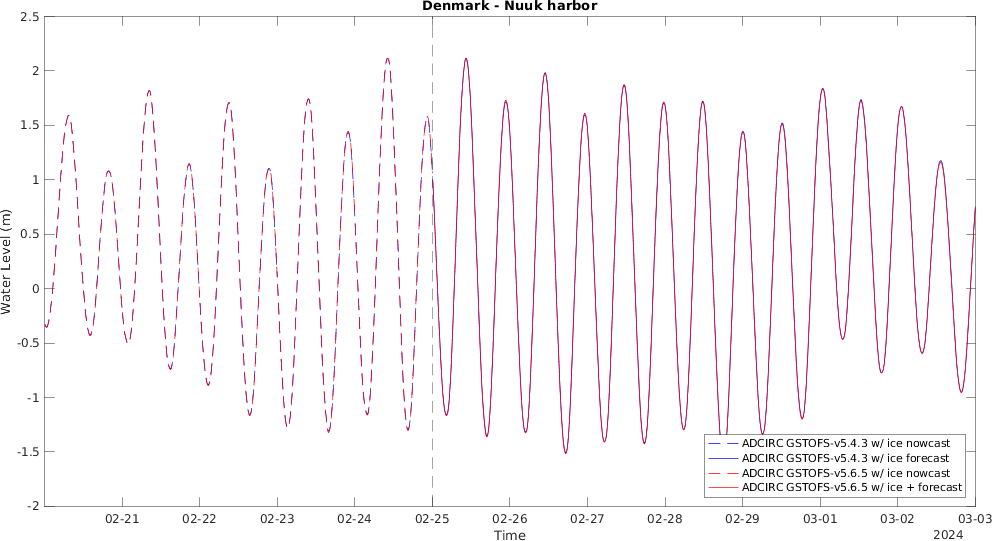 Denmark - Nuuk harbor
2.5
2
1.5
1
0.5
0
-0.5
-1
-1.5
-2
Water Level (m)
ADCIRC GSTOFS-v5.4.3 w/ ice nowcast
ADCIRC GSTOFS-v5.4.3 w/ ice forecast
ADCIRC GSTOFS-v5.6.5 w/ ice nowcast
ADCIRC GSTOFS-v5.6.5 w/ ice + forecast
02-21 02-22 02-23 02-24 02-25 02-26 02-27 02-28 02-29 03-01 03-02 03-03
Time
2024